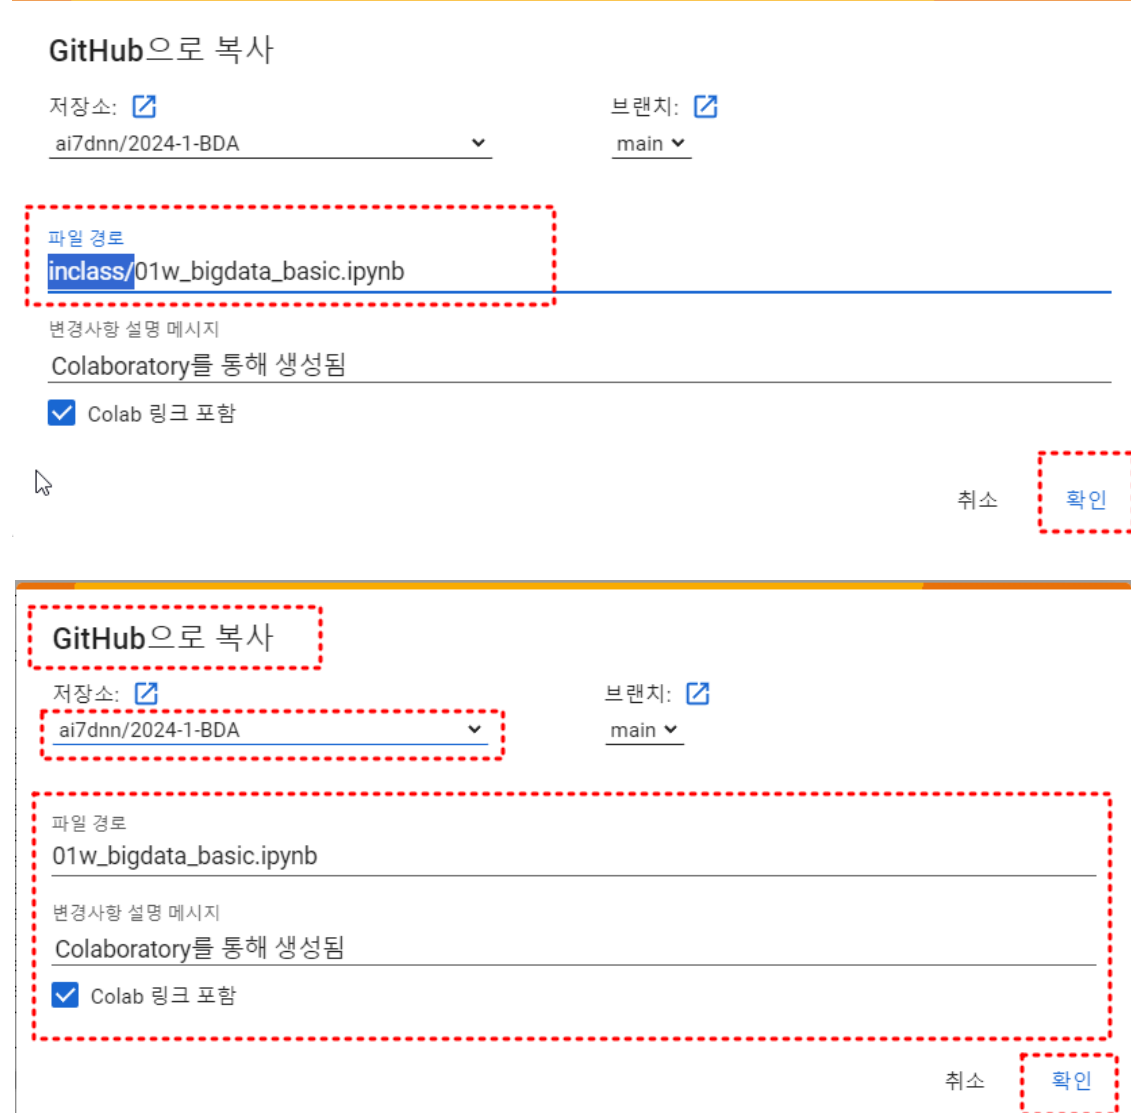 GitHub으로 복사
저장소: 브랜치:
ai7dnn/2024-1-BDA main
파일 경로
inclass/01w_bigdata_basic.ipynb
변경사항 설명 메시지
Colaboratory를 통해 생성됨
Colab 링크 포함
취소 확인
GitHub으로 복사
저장소: 브랜치:
ai7dnn/2024-1-BDA main
파일 경로
01w_bigdata_basic.ipynb
변경사항 설명 메시지
Colaboratory를 통해 생성됨
Colab 링크 포함
취소 확인